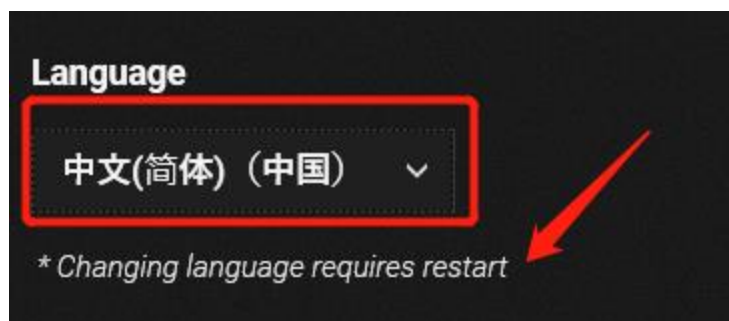 Language
中文(简体)（中国）
* Changing language requires restart